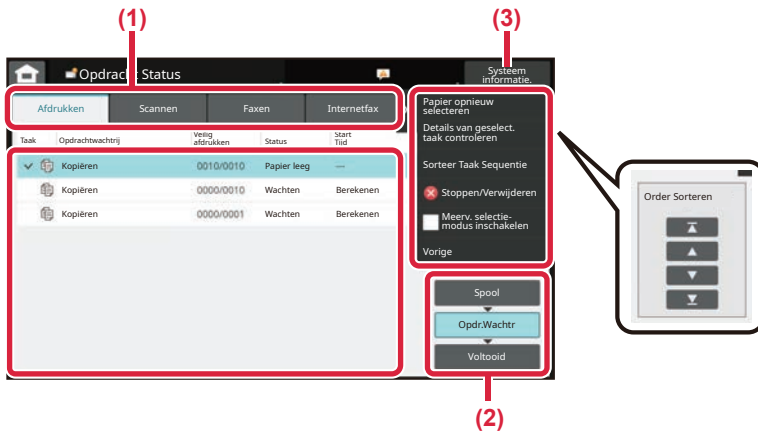 (1)
(3)
Opdracht Status
Systeem
informatie.
Afdrukken
Scannen
Faxen
Internetfax
Taak
Opdrachtwachtrij
Veilig
afdrukken
Status
Start
Tijd
Kopiëren
0010/0010
Papier leeg
—
Kopiëren
0000/0010
Wachten
Berekenen
Kopiëren
0000/0001
Wachten
Berekenen
Papier opnieuw
selecteren
Details van geselect.
taak controleren
Sorteer Taak Sequentie
Stoppen/Verwijderen
Meerv. selectie-
modus inschakelen
Vorige
Spool
Opdr.Wachtr
Voltooid
(2)
Order Sorteren